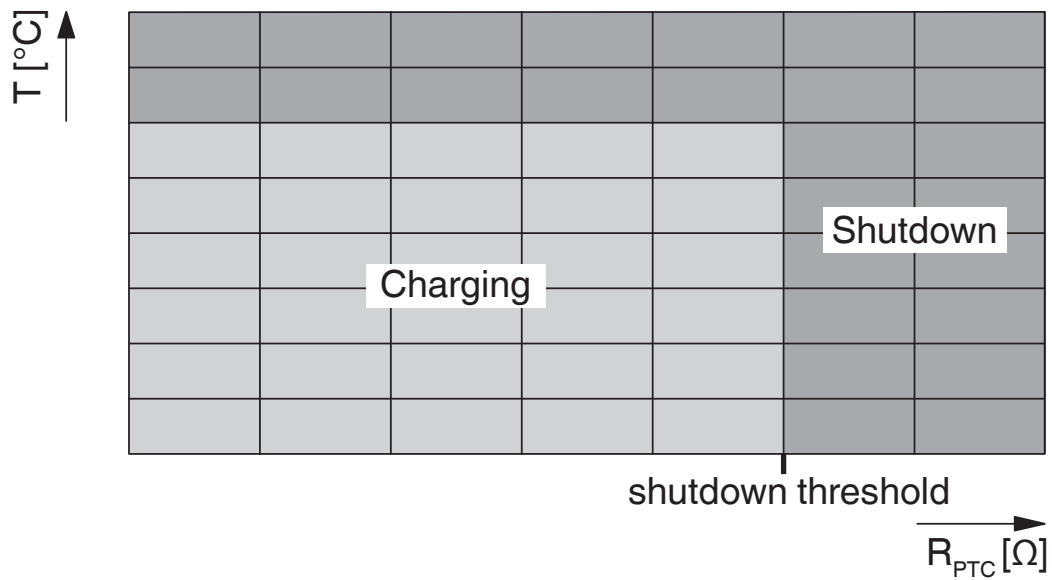 T [°C]
Shutdown
Charging
shutdown threshold
R_PTC [Ω]